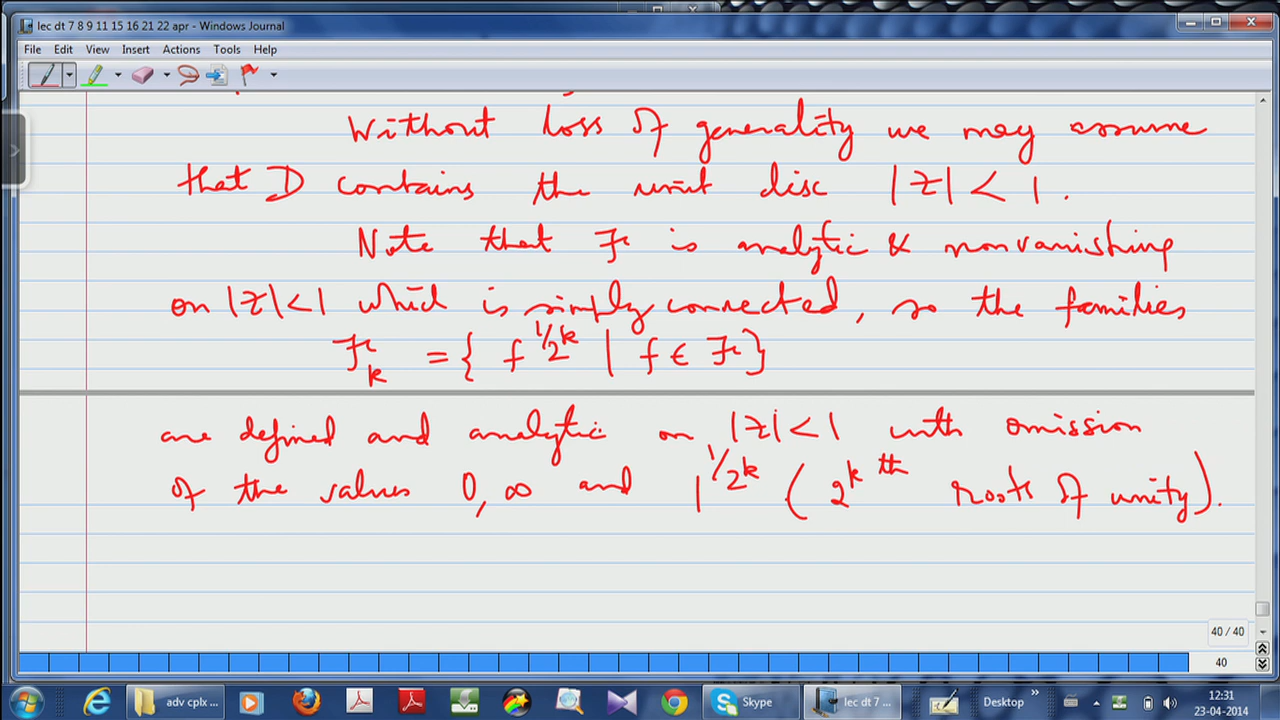 lec dt 7 8 9 11 15 16 21 22 apr - Windows Journal
File Edit View Insert Actions Tools Help
Without loss of generality we may assume
that D contains the unit disc |z| < 1.
Note that ℱ is analytic & nonvanishing
on |z|<1 which is simply connected, so the families
ℱ_k = { f^{1/2^k} | f ∈ ℱ }
are defined and analytic on |z|<1 with omission
of the values 0, ∞ and 1^{1/2^k} (2^k th roots of unity).
40 / 40
40
adv cplx ...
Skype
lec dt 7 ...
Desktop
12:31
23-04-2014